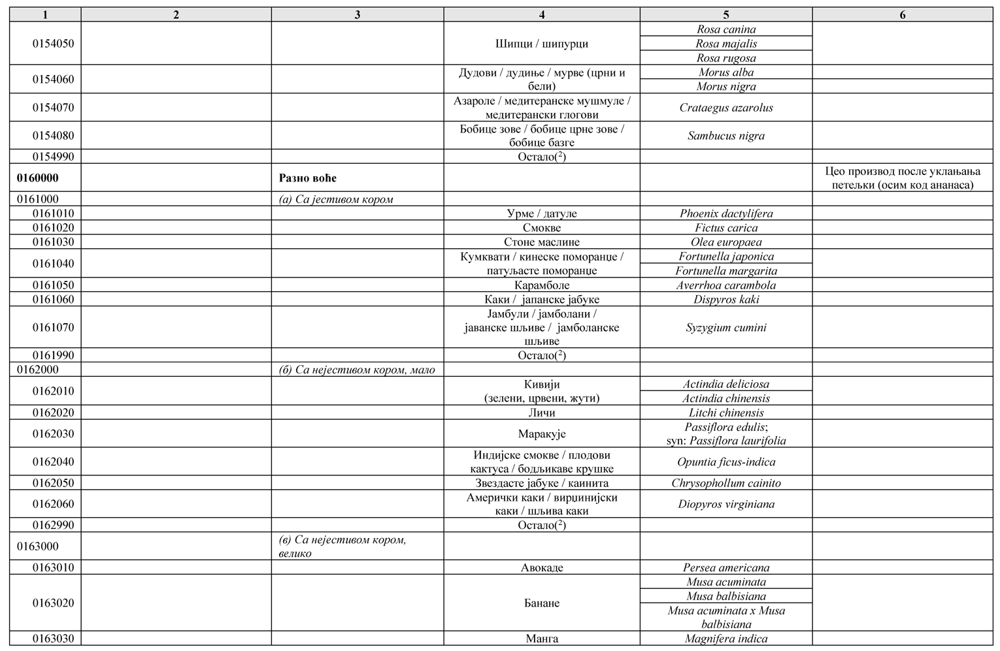 1 2 3 4 5 6
0154050 Шипци / шипурци Rosa canina
Rosa majalis
Rosa rugosa
0154060 Дудови / дудиње / мурве (црни и
бели) Morus alba
Morus nigra
0154070 Азароле / медитеранске мушмуле /
медитерански глогови Crataegus azarolus
0154080 Бобице зове / бобице црне зове /
бобице базге Sambucus nigra
0154990 Остало(²)
0160000 Разно воће Цео производ после уклањања
петељки (осим код ананаса)
0161000 (а) Са јестивом кором
0161010 Урме / датуле Phoenix dactylifera
0161020 Смокве Fictus carica
0161030 Стоне маслине Olea europaea
0161040 Кумквати / кинеске поморанџе /
патуљасте поморанџе Fortunella japonica
Fortunella margarita
0161050 Карамболе Averrhoa carambola
0161060 Каки / јапанске јабуке Dispyros kaki
0161070 Јамбули / јамболани /
јаванске шљиве / јамболанске
шљиве Syzygium cumini
0161990 Остало(²)
0162000 (б) Са нејестивом кором, мало
0162010 Кивији
(зелени, црвени, жути) Actindia deliciosa
Actindia chinensis
0162020 Личи Litchi chinensis
0162030 Маракује Passiflora edulis;
syn: Passiflora laurifolia
0162040 Индијске смокве / плодови
кактуса / бодљикаве крушке Opuntia ficus-indica
0162050 Звездасте јабуке / каинита Chrysophollum cainito
0162060 Амерички каки / вирџинијски
каки / шљива каки Diopyros virginiana
0162990 Остало(²)
0163000 (в) Са нејестивом кором,
велико
0163010 Авокаде Persea americana
0163020 Банане Musa acuminata
Musa balbisiana
Musa acuminata x Musa
balbisiana
0163030 Манга Magnifera indica